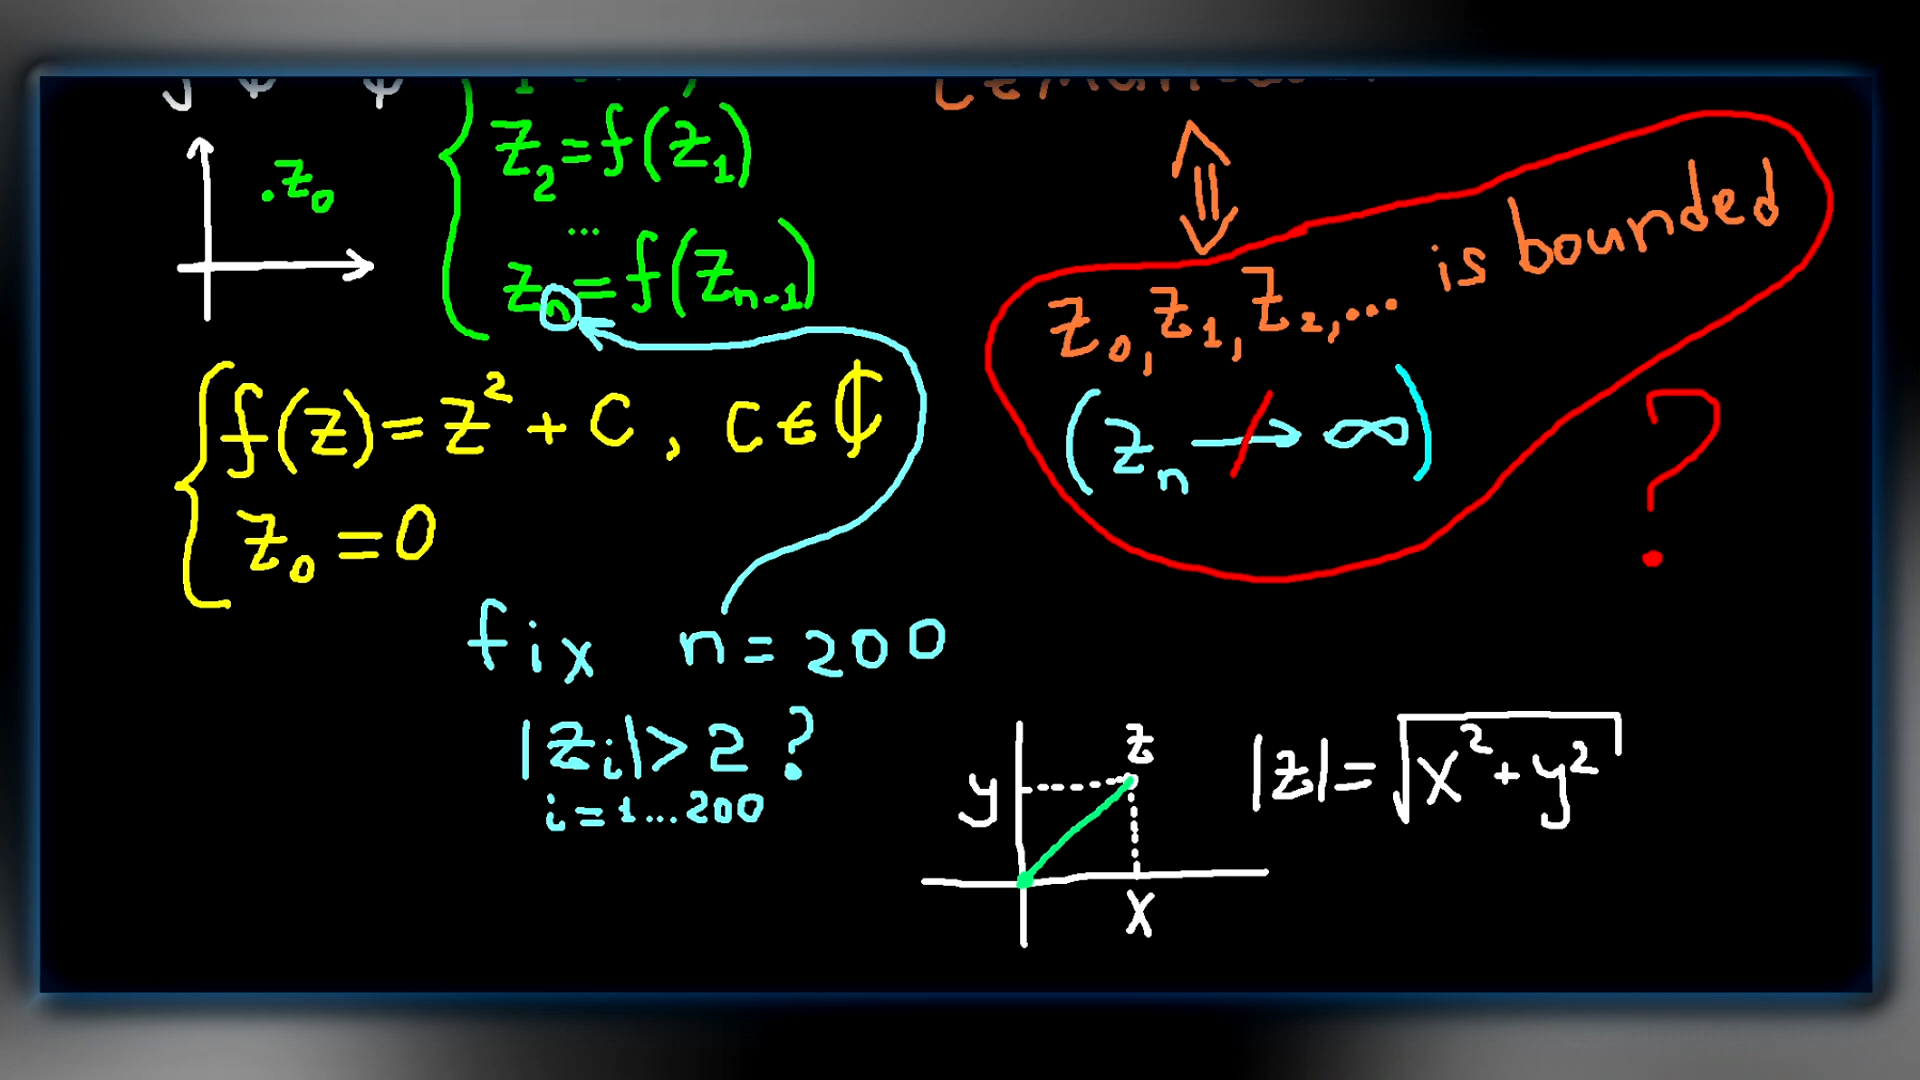 .z₀
z₂=f(z₁)
...
zₙ=f(zₙ₋₁)
z₀, z₁, z₂,... is bounded
(zₙ ↛ ∞)
?
f(z)=z²+c, c∈ℂ
z₀=0
fix n=200
|zᵢ|>2?
i=1...200
z
y
x
|z|=√x²+y²